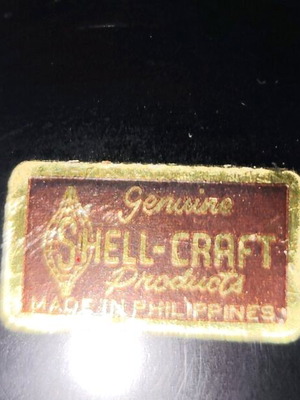 Genuine
SHELL-CRAFT
Products
MADE IN PHILIPPINES